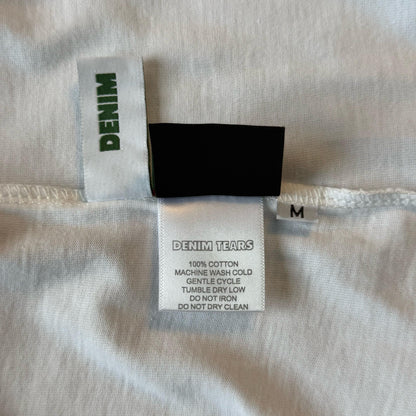 DENIM
M
DENIM TEARS
100% COTTON
MACHINE WASH COLD
GENTLE CYCLE
TUMBLE DRY LOW
DO NOT IRON
DO NOT DRY CLEAN